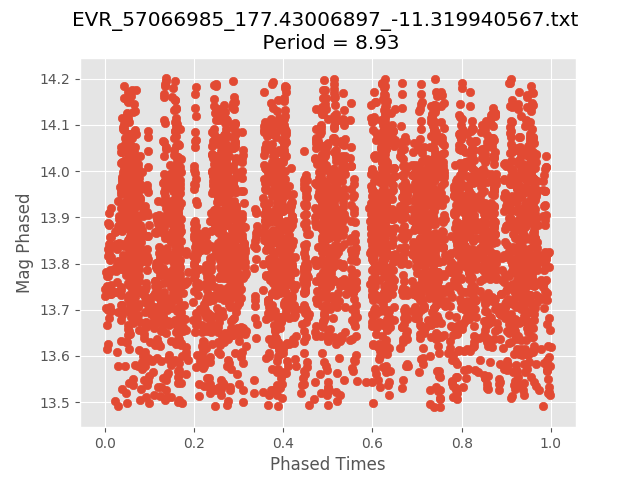 EVR_57066985_177.43006897_-11.319940567.txt
Period = 8.93
14.2
14.1
14.0
13.9
13.8
13.7
13.6
13.5
Mag Phased
0.0 0.2 0.4 0.6 0.8 1.0
Phased Times